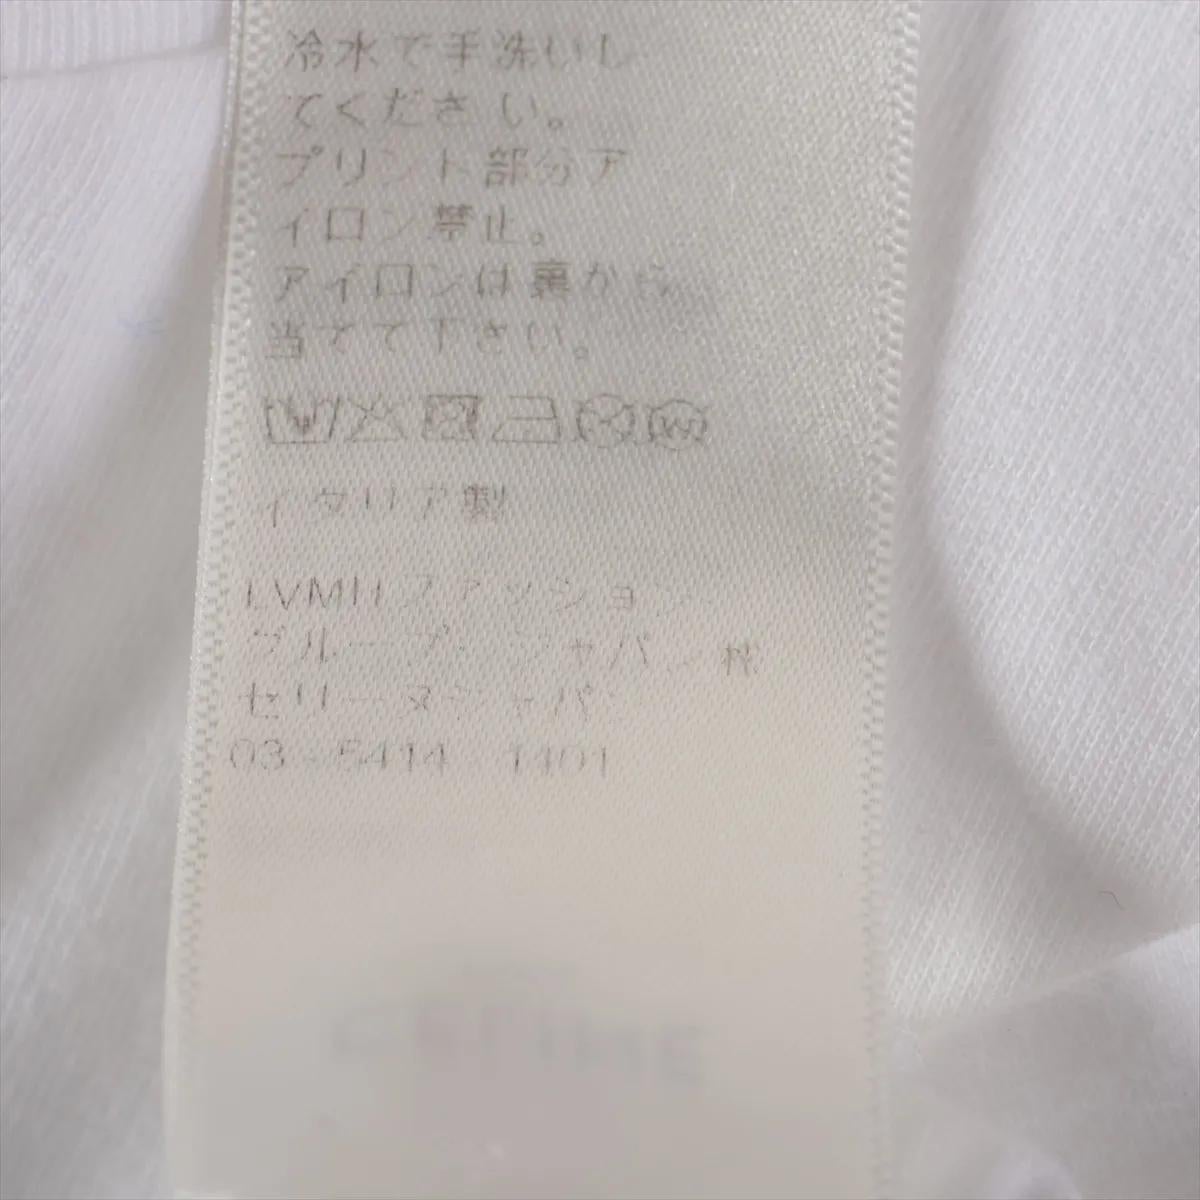 冷水で手洗いし
てください。
プリント部分ア
イロン禁止。
アイロンは裏から
当てて下さい。
イタリア製
LVMHファッション・
グループ・ジャパン㈱
セリーヌジャパン
03-5414-1401
CELINE